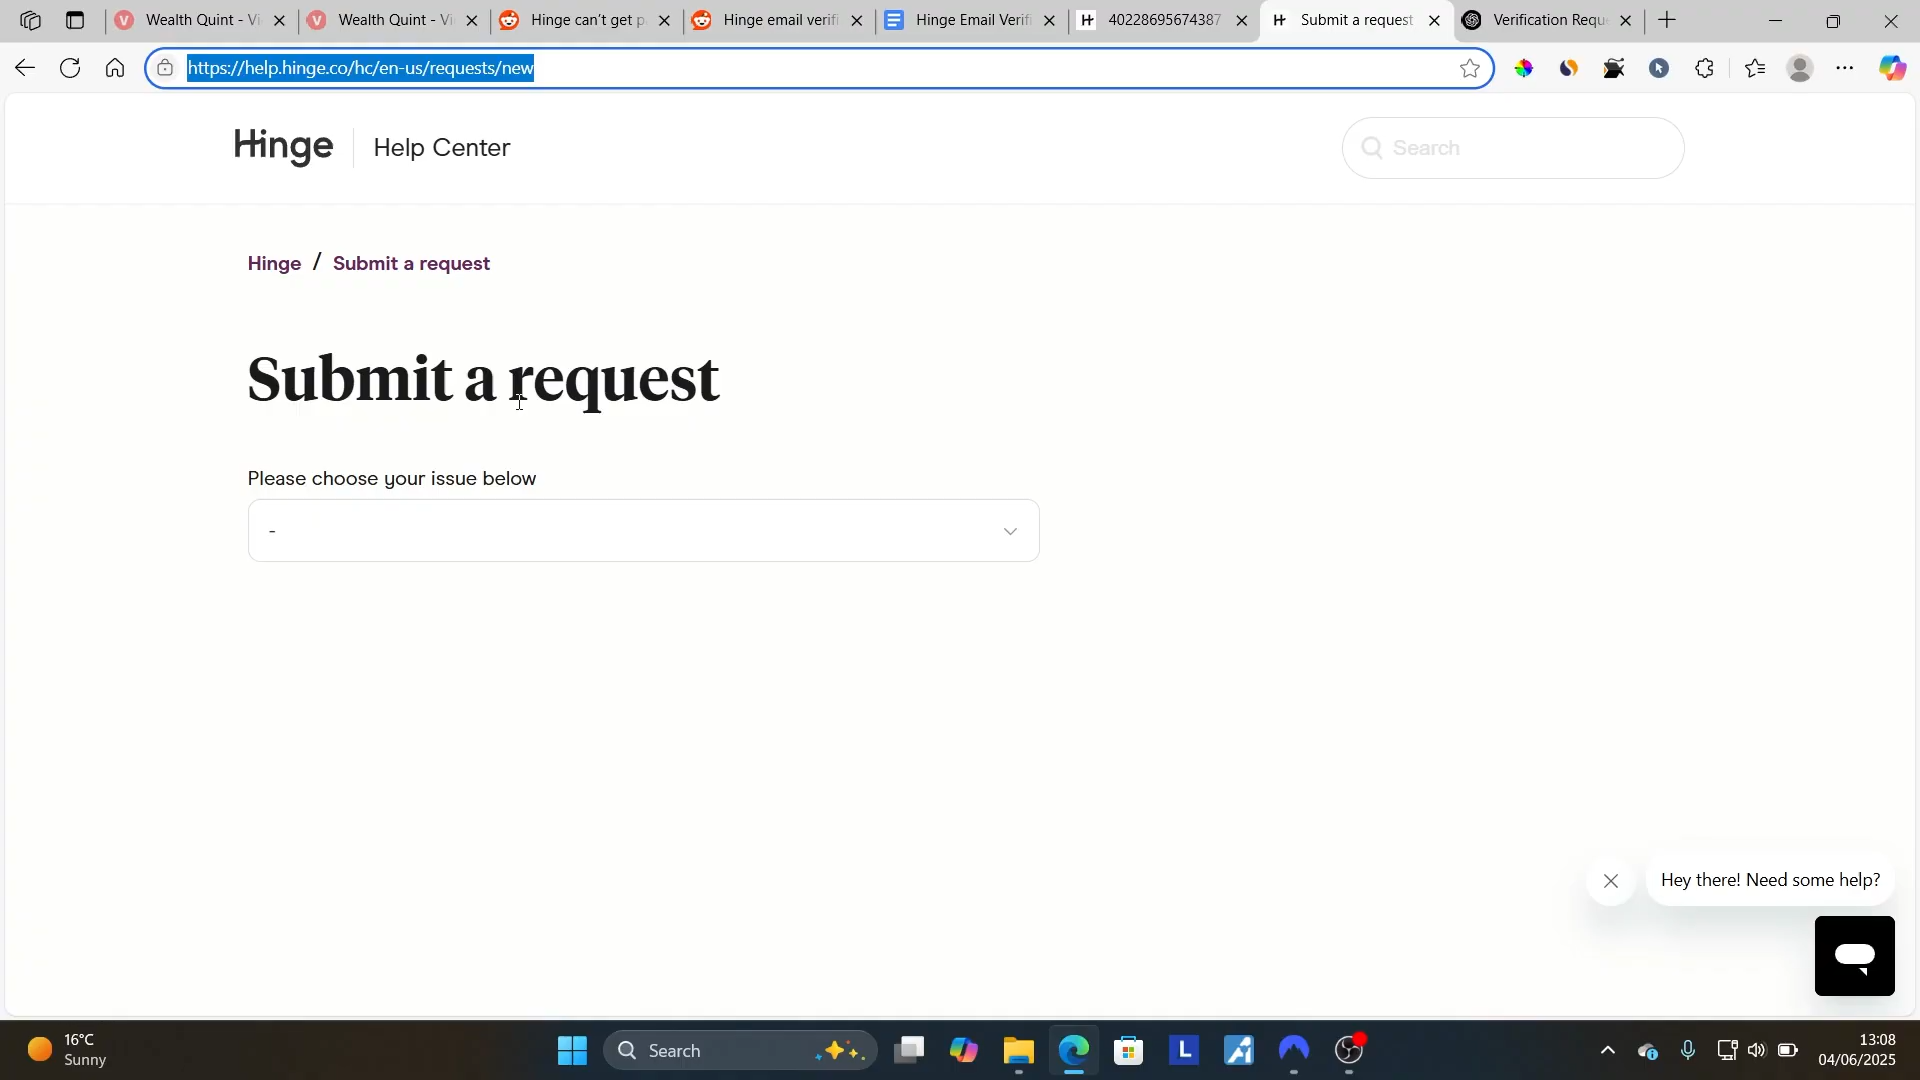 Wealth Quint - Vi
Wealth Quint - Vi
Hinge can't get p
Hinge email verifi
Hinge Email Verifi
40228695674387
Submit a request
Verification Reque
https://help.hinge.co/hc/en-us/requests/new
Hinge
Help Center
Search
Hinge / Submit a request
Submit a request
Please choose your issue below
-
Hey there! Need some help?
16°C
Sunny
Search
13:08
04/06/2025